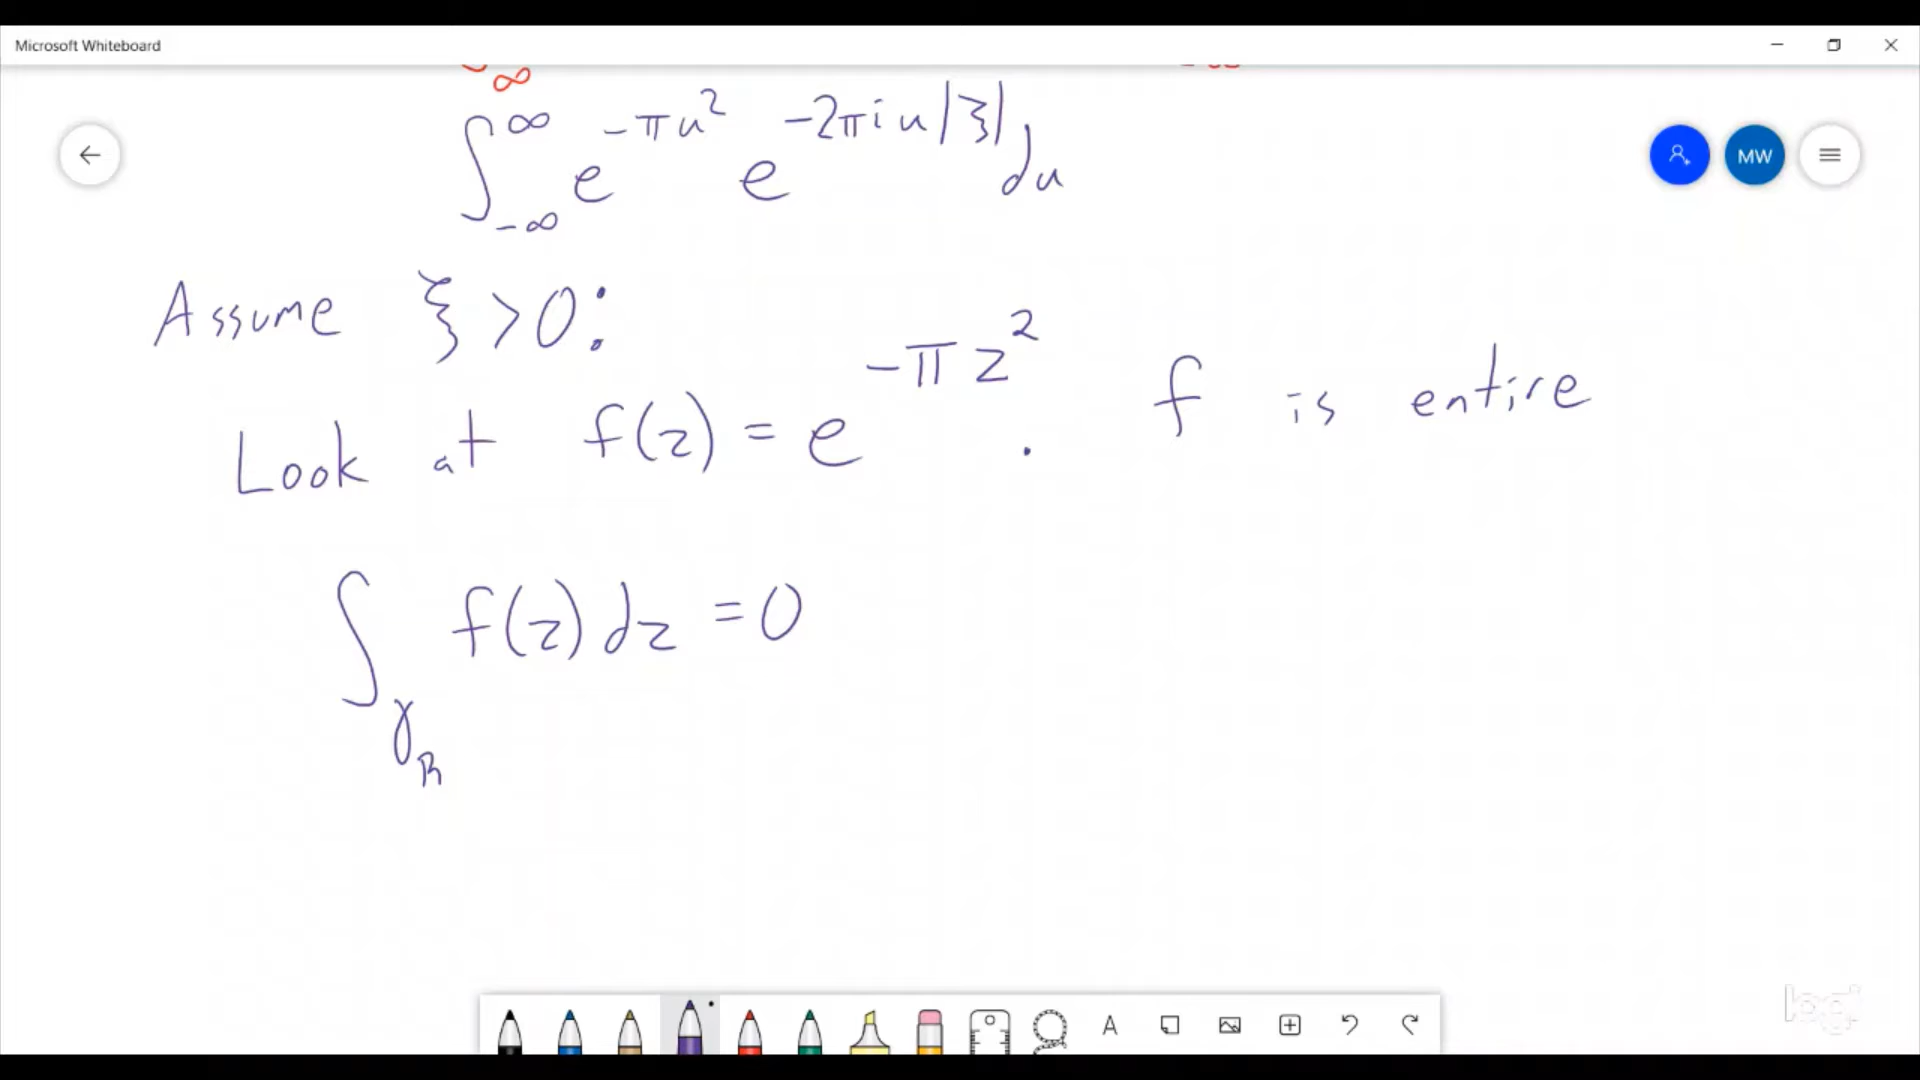 Microsoft Whiteboard
∞
∫_{-∞}^{∞} e^{-πu²} e^{-2πiu|ξ|} du
MW
Assume ξ > 0:
Look at f(z) = e^{-πz²} . f is entire
∫_{γ_R} f(z) dz = 0
A